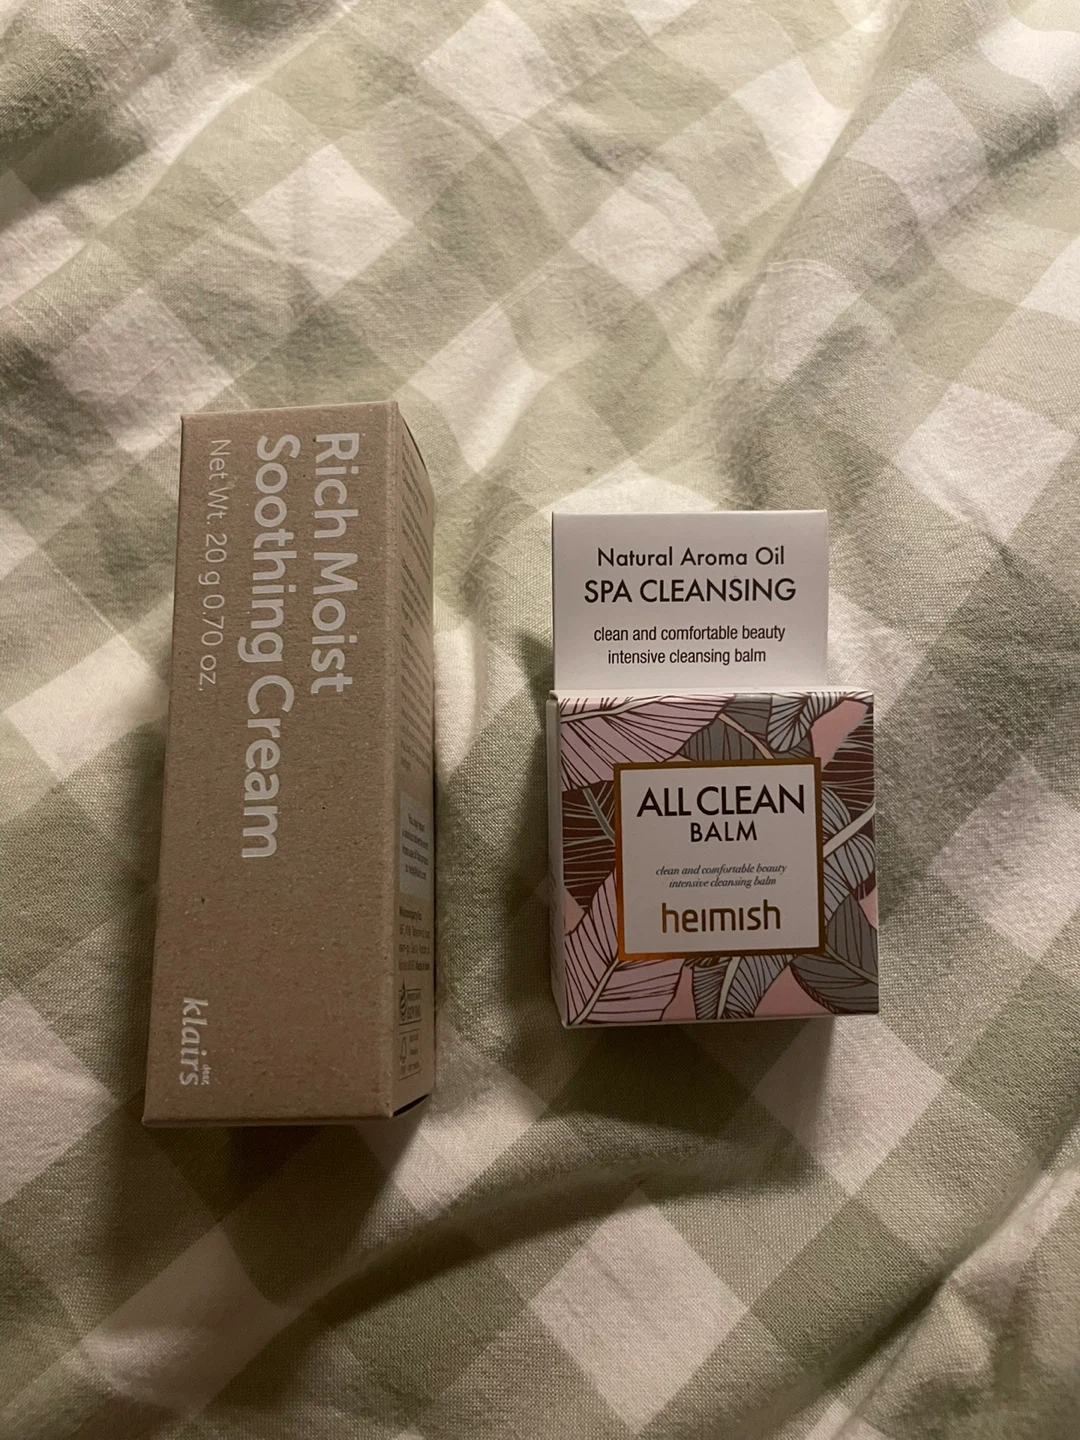 Rich Moist
Soothing Cream
Net Wt. 20 g 0.70 oz.
dear,
klairs
Natural Aroma Oil
SPA CLEANSING
clean and comfortable beauty
intensive cleansing balm
ALL CLEAN
BALM
clean and comfortable beauty
intensive cleansing balm
heimish